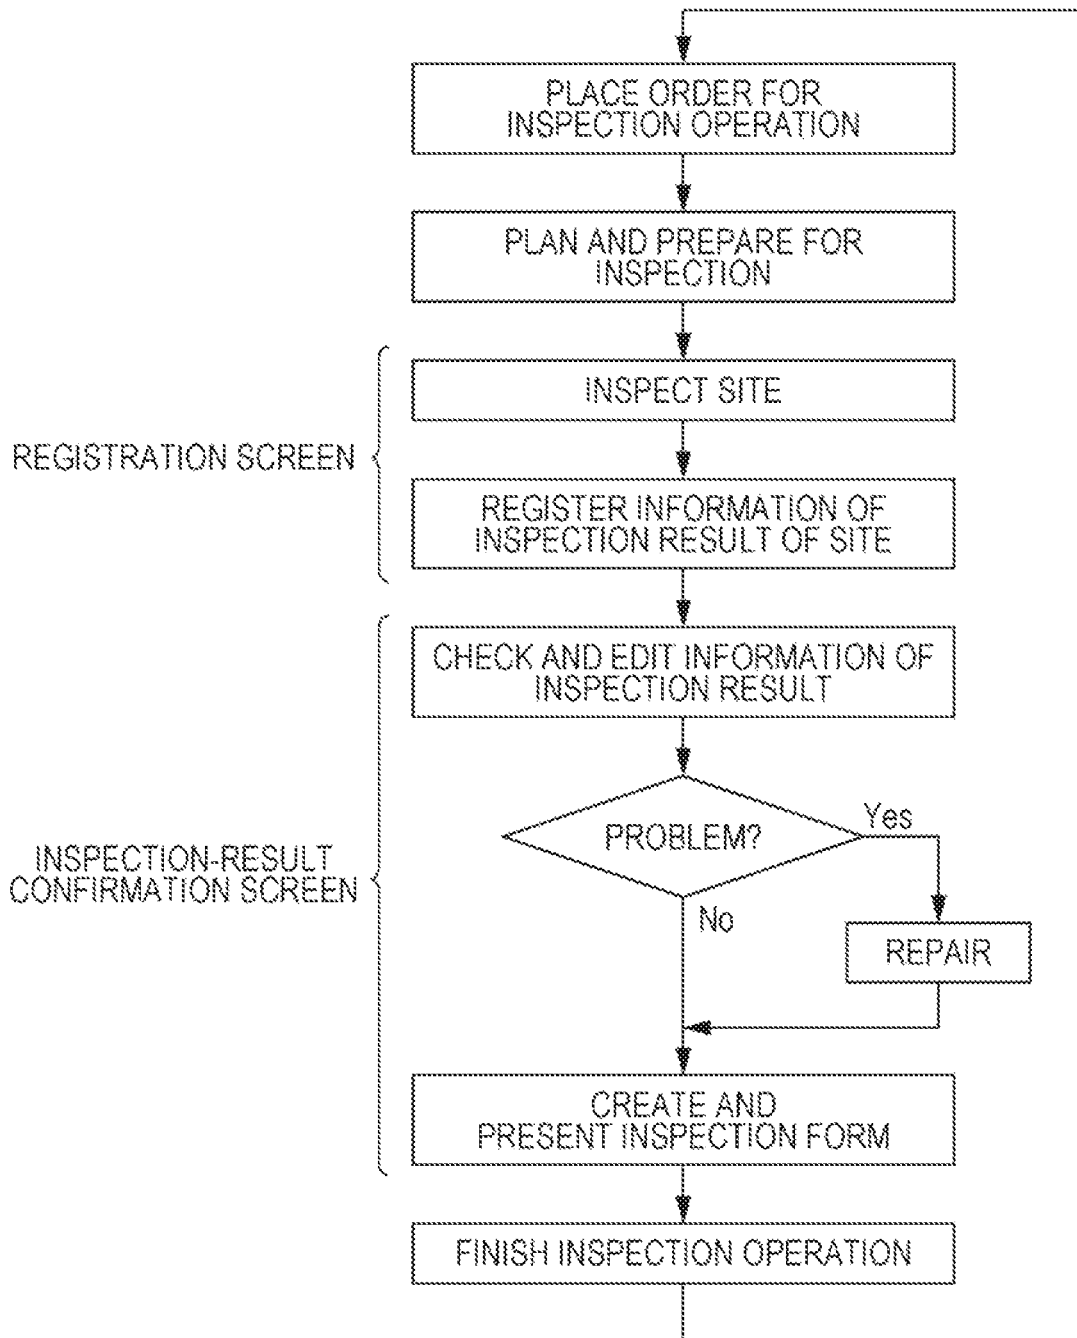 PLACE ORDER FOR
INSPECTION OPERATION
PLAN AND PREPARE FOR
INSPECTION
INSPECT SITE
REGISTRATION SCREEN
REGISTER INFORMATION OF
INSPECTION RESULT OF SITE
CHECK AND EDIT INFORMATION OF
INSPECTION RESULT
PROBLEM?
Yes
INSPECTION-RESULT
CONFIRMATION SCREEN
No
REPAIR
CREATE AND
PRESENT INSPECTION FORM
FINISH INSPECTION OPERATION